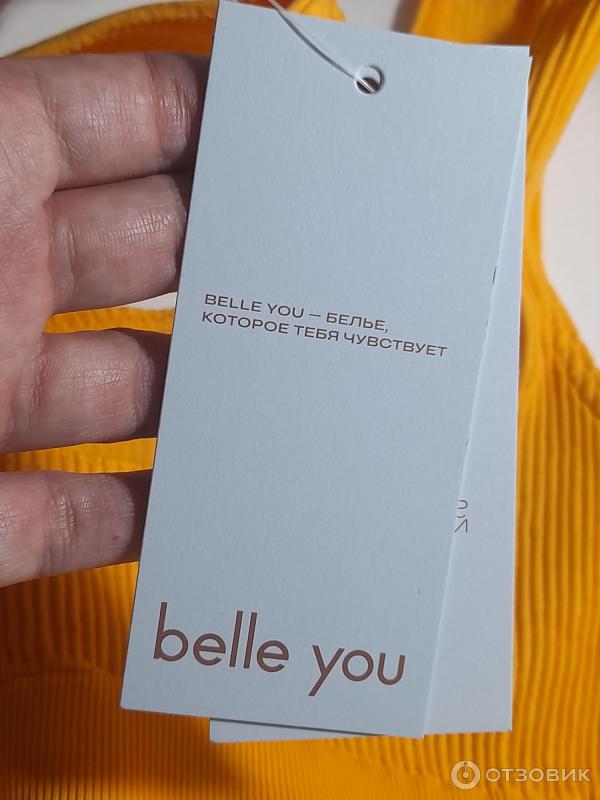 BELLE YOU — БЕЛЬЕ,
КОТОРОЕ ТЕБЯ ЧУВСТВУЕТ
belle you
ОТЗОВИК